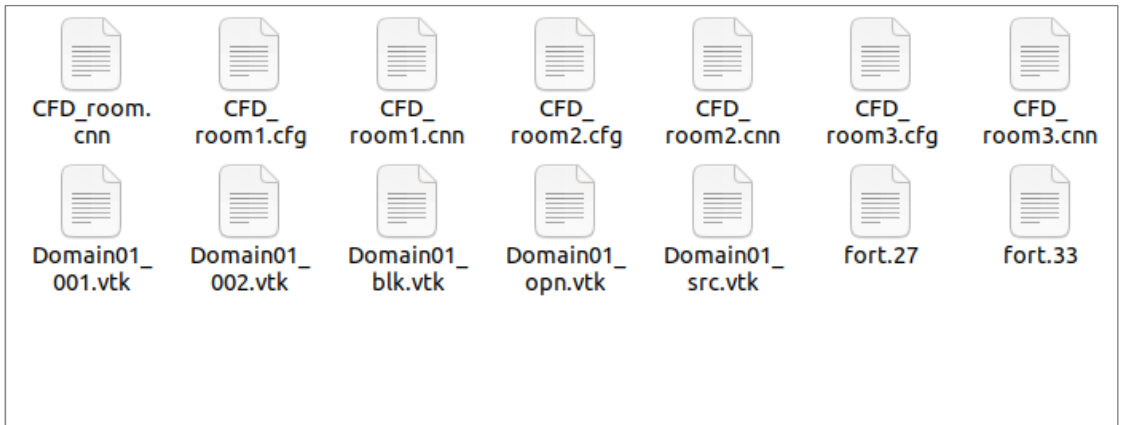 CFD_room. CFD_ CFD_ CFD_ CFD_ CFD_ CFD_
cnn room1.cfg room1.cnn room2.cfg room2.cnn room3.cfg room3.cnn
Domain01_ Domain01_ Domain01_ Domain01_ Domain01_ fort.27 fort.33
001.vtk 002.vtk blk.vtk opn.vtk src.vtk